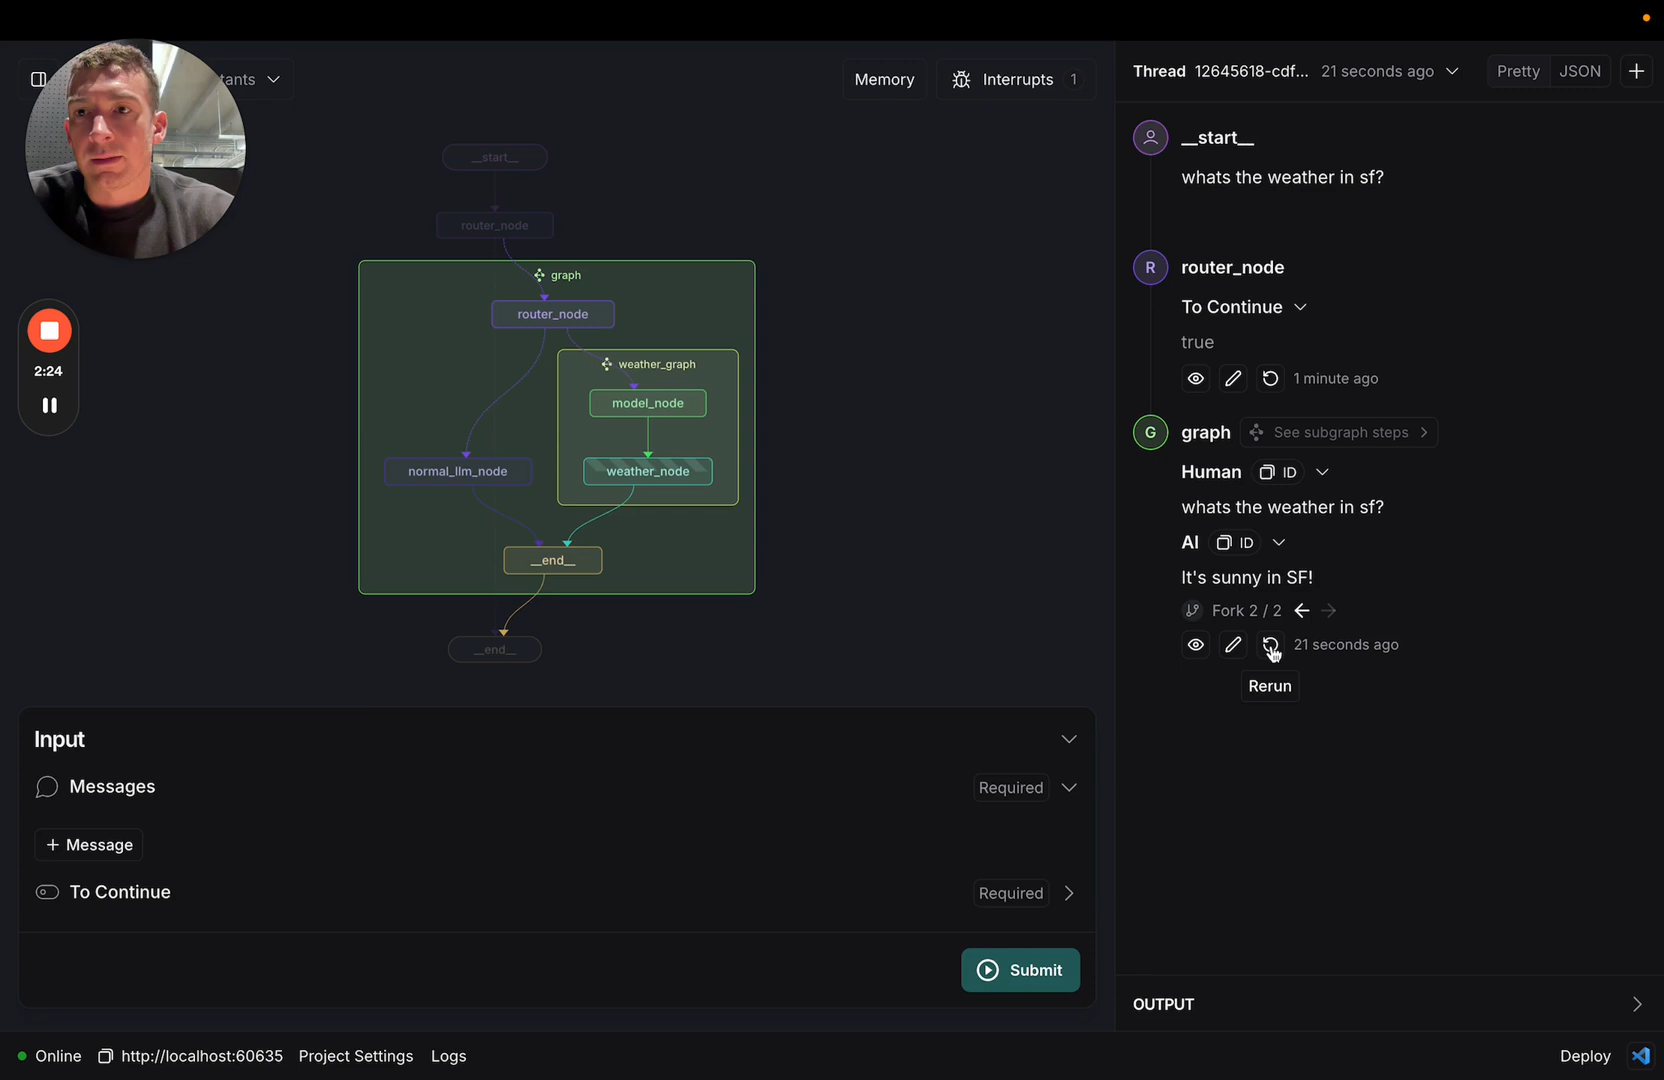 tants
Memory
Interrupts 1
Thread 12645618-cdf... 21 seconds ago
Pretty JSON
__start__
router_node
graph
router_node
weather_graph
model_node
normal_llm_node
weather_node
__end__
__end__
2:24
__start__
whats the weather in sf?
R router_node
To Continue
true
1 minute ago
G graph See subgraph steps
Human ID
whats the weather in sf?
AI ID
It's sunny in SF!
Fork 2 / 2
21 seconds ago
Rerun
Input
Messages Required
+ Message
To Continue Required
Submit
OUTPUT
Online http://localhost:60635 Project Settings Logs
Deploy